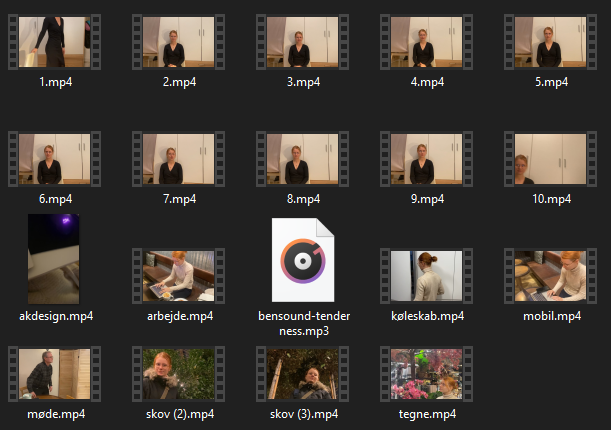 1.mp4
2.mp4
3.mp4
4.mp4
5.mp4
6.mp4
7.mp4
8.mp4
9.mp4
10.mp4
akdesign.mp4
arbejde.mp4
bensound-tender
ness.mp3
køleskab.mp4
mobil.mp4
møde.mp4
skov (2).mp4
skov (3).mp4
tegne.mp4